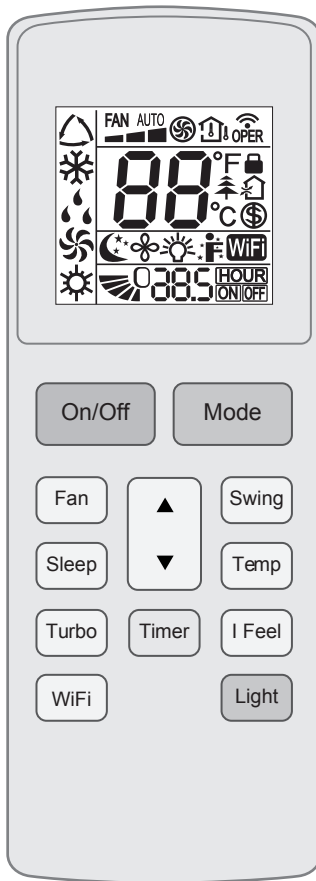 FAN AUTO
OPER
88 °F
°C
WiFi
38.5 HOUR
ON OFF
On/Off Mode
Fan ▲ Swing
Sleep ▼ Temp
Turbo Timer I Feel
WiFi Light